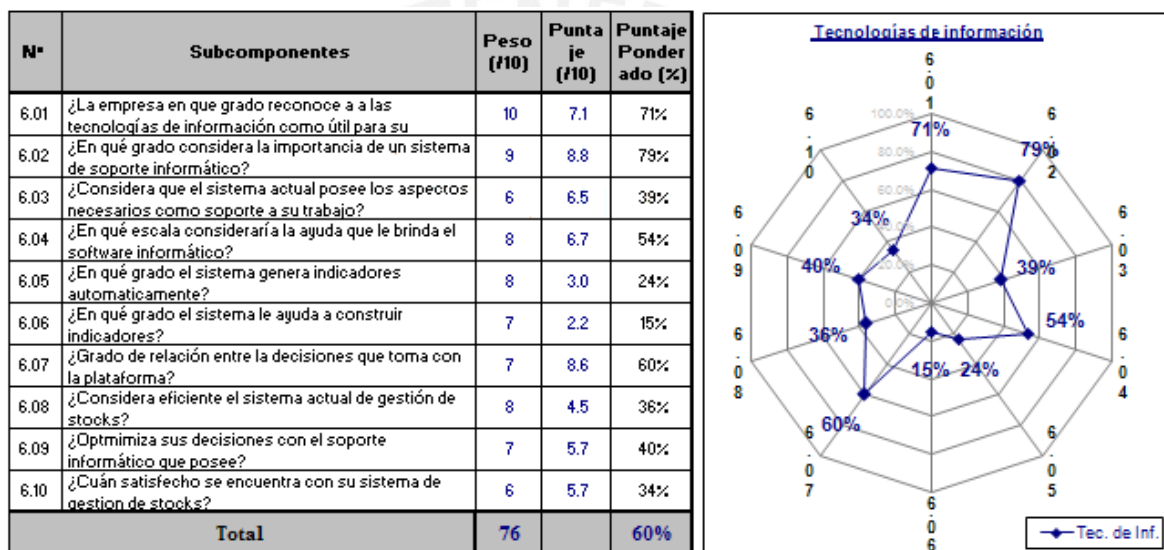 Nº Subcomponentes Peso (/10) Punta je (/10) Puntaje Ponder ado (%)
6.01 ¿La empresa en que grado reconoce a a las tecnologías de información como útil para su 10 7.1 71%
6.02 ¿En qué grado considera la importancia de un sistema de soporte informático? 9 8.8 79%
6.03 ¿Considera que el sistema actual posee los aspectos necesarios como soporte a su trabajo? 6 6.5 39%
6.04 ¿En qué escala consideraría la ayuda que le brinda el software informático? 8 6.7 54%
6.05 ¿En qué grado el sistema genera indicadores automaticamente? 8 3.0 24%
6.06 ¿En qué grado el sistema le ayuda a construir indicadores? 7 2.2 15%
6.07 ¿Grado de relación entre la decisiones que toma con la plataforma? 7 8.6 60%
6.08 ¿Considera eficiente el sistema actual de gestión de stocks? 8 4.5 36%
6.09 ¿Optmimiza sus decisiones con el soporte informático que posee? 7 5.7 40%
6.10 ¿Cuán satisfecho se encuentra con su sistema de gestion de stocks? 6 5.7 34%
Total 76 60%
Tecnologías de información
6.01
6.02
6.03
6.04
6.05
6.06
6.07
6.08
6.09
6.10
100.0%
80.0%
60.0%
40.0%
20.0%
0.0%
71%
79%
39%
54%
24%
15%
60%
36%
40%
34%
Tec. de Inf.